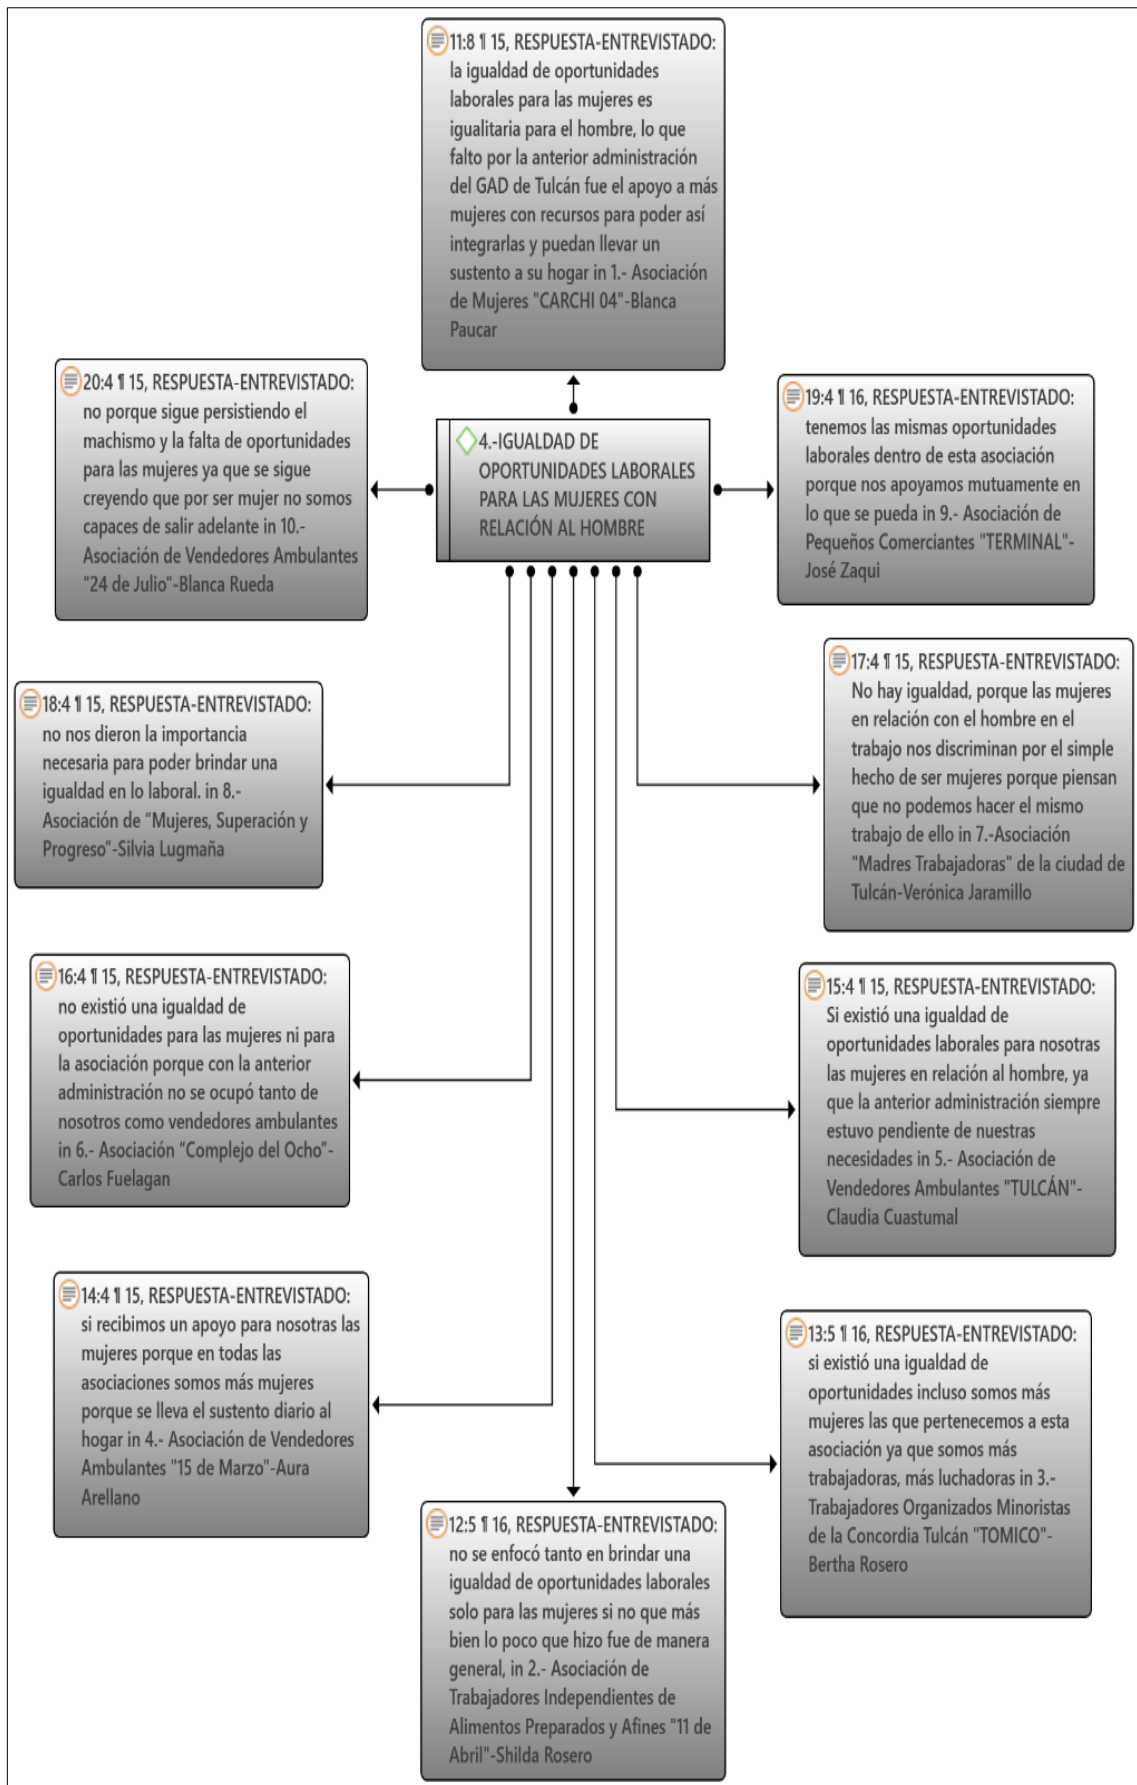 11:8 ¶ 15, RESPUESTA-ENTREVISTADO:
la igualdad de oportunidades
laborales para las mujeres es
igualitaria para el hombre, lo que
falto por la anterior administración
del GAD de Tulcán fue el apoyo a más
mujeres con recursos para poder así
integrarlas y puedan llevar un
sustento a su hogar in 1.- Asociación
de Mujeres "CARCHI 04"-Blanca
Paucar
20:4 ¶ 15, RESPUESTA-ENTREVISTADO:
no porque sigue persistiendo el
machismo y la falta de oportunidades
para las mujeres ya que se sigue
creyendo que por ser mujer no somos
capaces de salir adelante in 10.-
Asociación de Vendedores Ambulantes
"24 de Julio"-Blanca Rueda
4.-IGUALDAD DE
OPORTUNIDADES LABORALES
PARA LAS MUJERES CON
RELACIÓN AL HOMBRE
19:4 ¶ 16, RESPUESTA-ENTREVISTADO:
tenemos las mismas oportunidades
laborales dentro de esta asociación
porque nos apoyamos mutuamente en
lo que se pueda in 9.- Asociación de
Pequeños Comerciantes "TERMINAL"-
José Zaqui
18:4 ¶ 15, RESPUESTA-ENTREVISTADO:
no nos dieron la importancia
necesaria para poder brindar una
igualdad en lo laboral. in 8.-
Asociación de “Mujeres, Superación y
Progreso”-Silvia Lugmaña
17:4 ¶ 15, RESPUESTA-ENTREVISTADO:
No hay igualdad, porque las mujeres
en relación con el hombre en el
trabajo nos discriminan por el simple
hecho de ser mujeres porque piensan
que no podemos hacer el mismo
trabajo de ello in 7.-Asociación
"Madres Trabajadoras" de la ciudad de
Tulcán-Verónica Jaramillo
16:4 ¶ 15, RESPUESTA-ENTREVISTADO:
no existió una igualdad de
oportunidades para las mujeres ni para
la asociación porque con la anterior
administración no se ocupó tanto de
nosotros como vendedores ambulantes
in 6.- Asociación “Complejo del Ocho”-
Carlos Fuelagan
15:4 ¶ 15, RESPUESTA-ENTREVISTADO:
Si existió una igualdad de
oportunidades laborales para nosotras
las mujeres en relación al hombre, ya
que la anterior administración siempre
estuvo pendiente de nuestras
necesidades in 5.- Asociación de
Vendedores Ambulantes "TULCÁN"-
Claudia Cuastumal
14:4 ¶ 15, RESPUESTA-ENTREVISTADO:
si recibimos un apoyo para nosotras las
mujeres porque en todas las
asociaciones somos más mujeres
porque se lleva el sustento diario al
hogar in 4.- Asociación de Vendedores
Ambulantes "15 de Marzo"-Aura
Arellano
13:5 ¶ 16, RESPUESTA-ENTREVISTADO:
si existió una igualdad de
oportunidades incluso somos más
mujeres las que pertenecemos a esta
asociación ya que somos más
trabajadoras, más luchadoras in 3.-
Trabajadores Organizados Minoristas
de la Concordia Tulcán "TOMICO"-
Bertha Rosero
12:5 ¶ 16, RESPUESTA-ENTREVISTADO:
no se enfocó tanto en brindar una
igualdad de oportunidades laborales
solo para las mujeres si no que más
bien lo poco que hizo fue de manera
general, in 2.- Asociación de
Trabajadores Independientes de
Alimentos Preparados y Afines "11 de
Abril"-Shilda Rosero